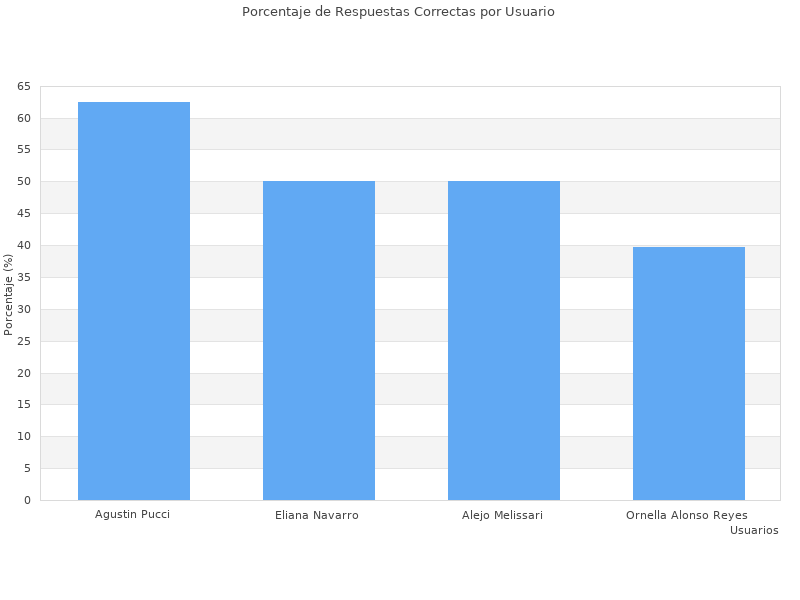 Porcentaje de Respuestas Correctas por Usuario
Porcentaje (%)
65
60
55
50
45
40
35
30
25
20
15
10
5
0
Agustin Pucci
Eliana Navarro
Alejo Melissari
Ornella Alonso Reyes
Usuarios